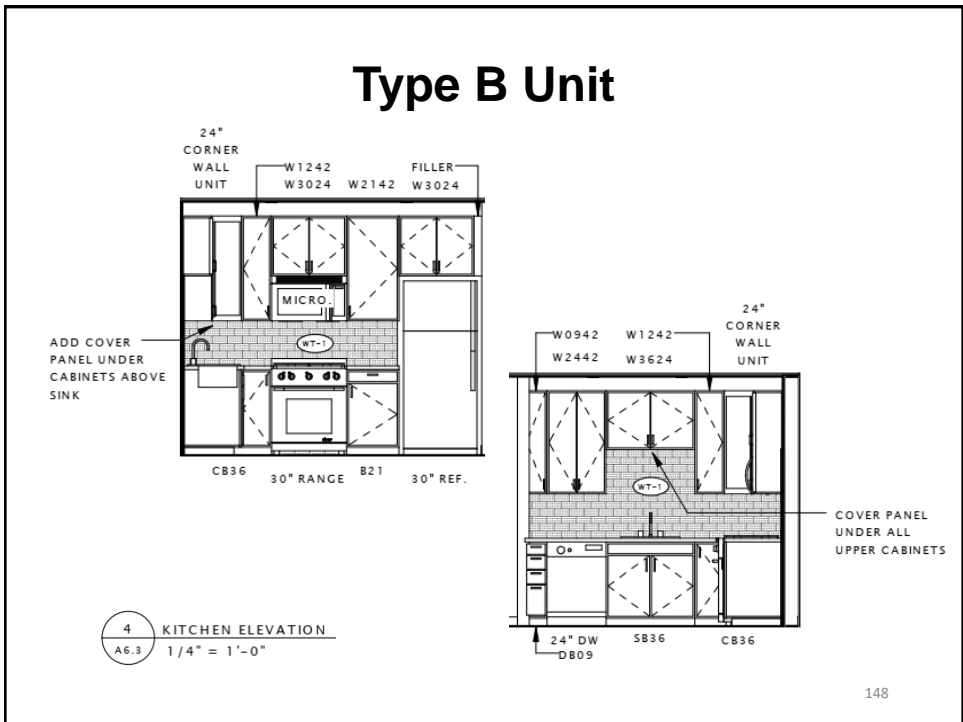 Type B Unit
24"
CORNER
WALL
UNIT
W1242
W3024
W2142
FILLER
W3024
MICRO.
WT-1
ADD COVER
PANEL UNDER
CABINETS ABOVE
SINK
CB36
30" RANGE
B21
30" REF.
W0942
W2442
W1242
W3624
24"
CORNER
WALL
UNIT
WT-1
COVER PANEL
UNDER ALL
UPPER CABINETS
24" DW
DB09
SB36
CB36
4
A6.3
KITCHEN ELEVATION
1/4" = 1'-0"
148